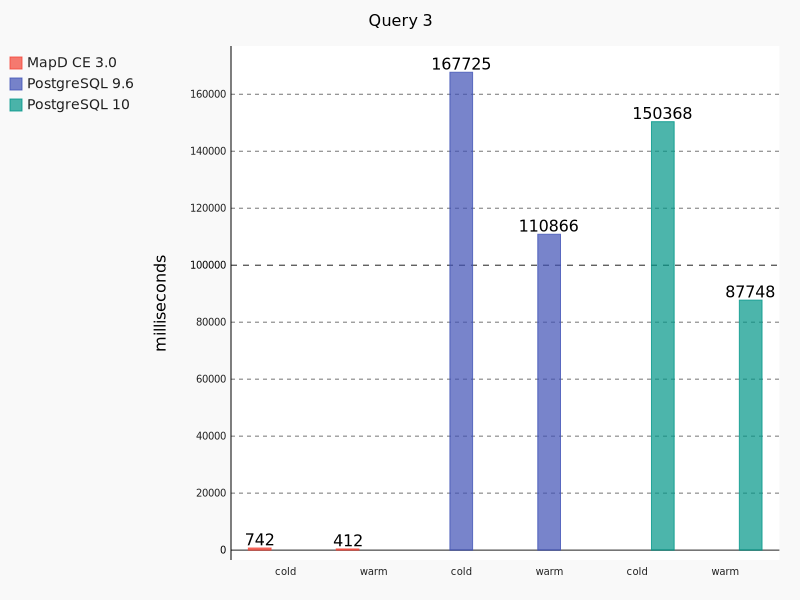 Query 3
MapD CE 3.0
PostgreSQL 9.6
PostgreSQL 10
milliseconds
160000
140000
120000
100000
80000
60000
40000
20000
0
742
412
167725
110866
150368
87748
cold
warm
cold
warm
cold
warm